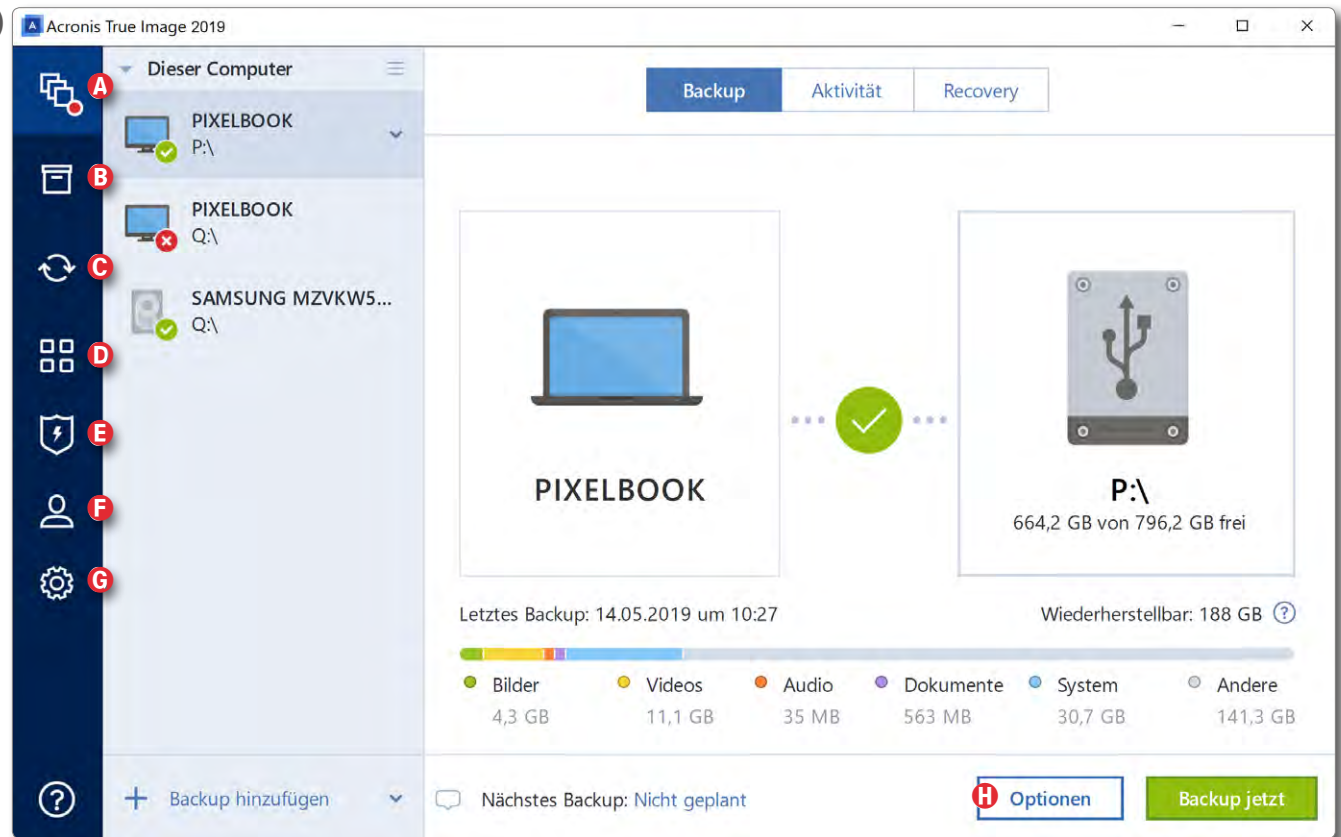 Acronis True Image 2019
Dieser Computer
Backup Aktivität Recovery
A
PIXELBOOK
P:\
B
PIXELBOOK
Q:\
C
SAMSUNG MZVKW5...
Q:\
D
E
F
G
PIXELBOOK
P:\
664,2 GB von 796,2 GB frei
Letztes Backup: 14.05.2019 um 10:27
Wiederherstellbar: 188 GB ?
Bilder Videos Audio Dokumente System Andere
4,3 GB 11,1 GB 35 MB 563 MB 30,7 GB 141,3 GB
?
+ Backup hinzufügen
Nächstes Backup: Nicht geplant
H
Optionen
Backup jetzt